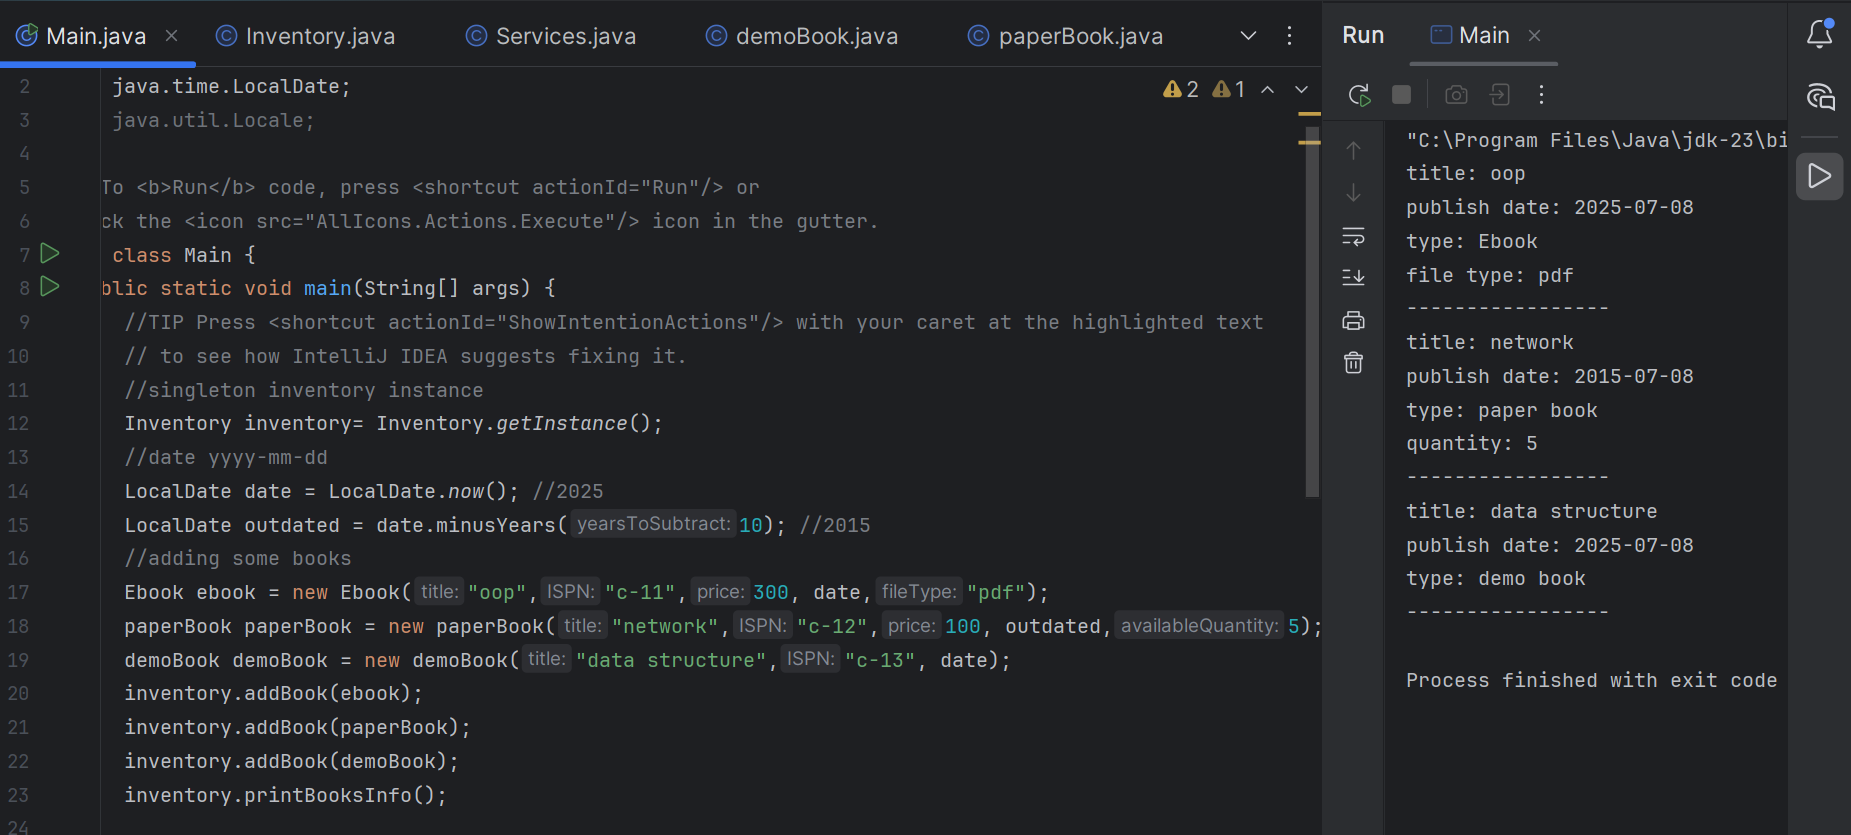 Main.java
Inventory.java
Services.java
demoBook.java
paperBook.java
2 1
2 java.time.LocalDate;
3 java.util.Locale;
4
5 To <b>Run</b> code, press <shortcut actionId="Run"/> or
6 ck the <icon src="AllIcons.Actions.Execute"/> icon in the gutter.
7 class Main {
8 blic static void main(String[] args) {
9 //TIP Press <shortcut actionId="ShowIntentionActions"/> with your caret at the highlighted text
10 // to see how IntelliJ IDEA suggests fixing it.
11 //singleton inventory instance
12 Inventory inventory= Inventory.getInstance();
13 //date yyyy-mm-dd
14 LocalDate date = LocalDate.now(); //2025
15 LocalDate outdated = date.minusYears( yearsToSubtract: 10); //2015
16 //adding some books
17 Ebook ebook = new Ebook( title: "oop", ISPN: "c-11", price: 300, date, fileType: "pdf");
18 paperBook paperBook = new paperBook( title: "network", ISPN: "c-12", price: 100, outdated, availableQuantity: 5);
19 demoBook demoBook = new demoBook( title: "data structure", ISPN: "c-13", date);
20 inventory.addBook(ebook);
21 inventory.addBook(paperBook);
22 inventory.addBook(demoBook);
23 inventory.printBooksInfo();
24
Run Main
"C:\Program Files\Java\jdk-23\bi
title: oop
publish date: 2025-07-08
type: Ebook
file type: pdf
-----------------
title: network
publish date: 2015-07-08
type: paper book
quantity: 5
-----------------
title: data structure
publish date: 2025-07-08
type: demo book
-----------------
Process finished with exit code